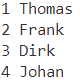 1 Thomas
2 Frank
3 Dirk
4 Johan